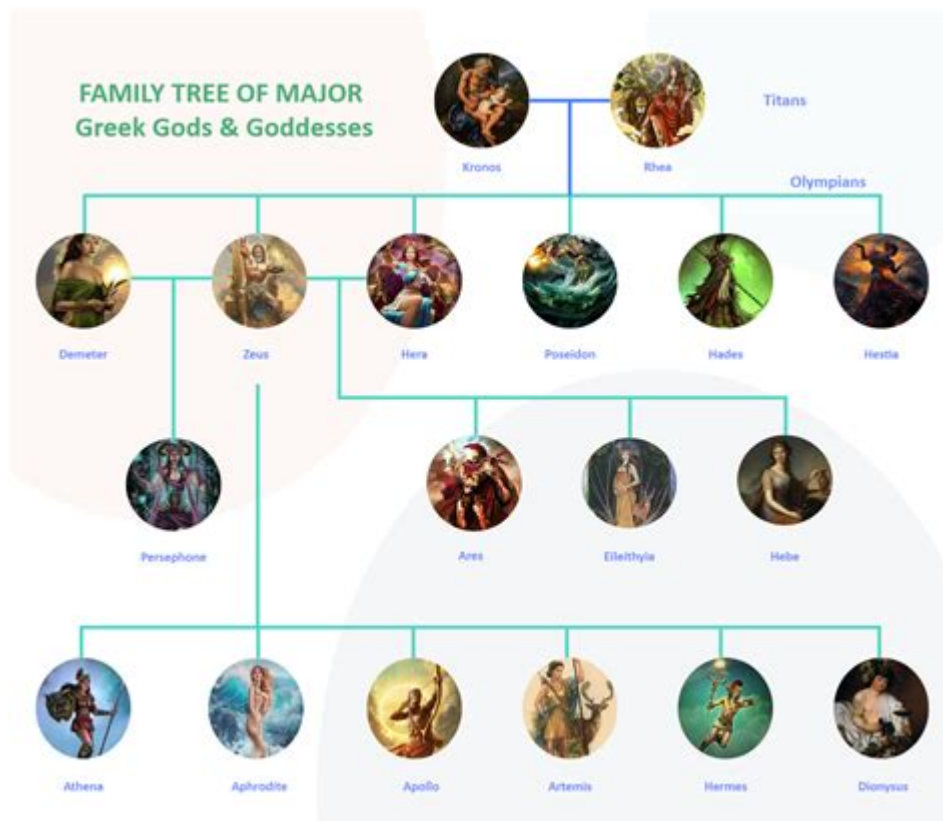 FAMILY TREE OF MAJOR
Greek Gods & Goddesses
Titans
Kronos
Rhea
Olympians
Demeter
Zeus
Hera
Poseidon
Hades
Hestia
Persephone
Ares
Eileithyia
Hebe
Athena
Aphrodite
Apollo
Artemis
Hermes
Dionysus